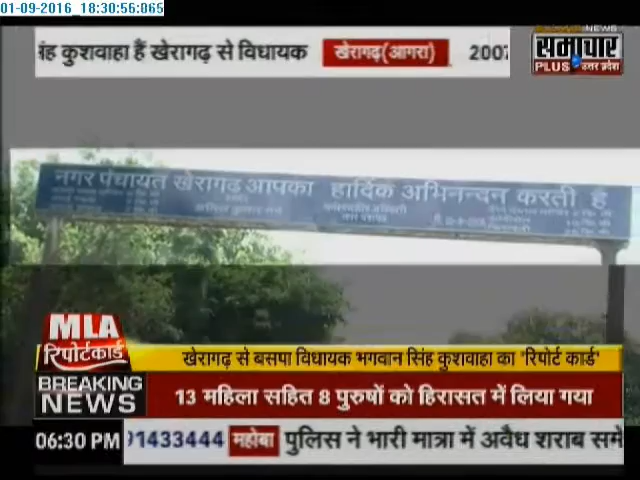 01-09-2016_18:30:56:065
ंह कुशवाहा हैं खेरागढ़ से विधायक खेरागढ़(आगरा) 2007
NEWS
समाचार
PLUS उत्तर प्रदेश
नगर पंचायत खेरागढ़ आपका हार्दिक अभिनन्दन करती है
MLA
रिपोर्टकार्ड
खेरागढ़ से बसपा विधायक भगवान सिंह कुशवाहा का 'रिपोर्ट कार्ड'
BREAKING
NEWS
13 महिला सहित 8 पुरुषों को हिरासत में लिया गया
06:30 PM 91433444 महोबा पुलिस ने भारी मात्रा में अवैध शराब समे